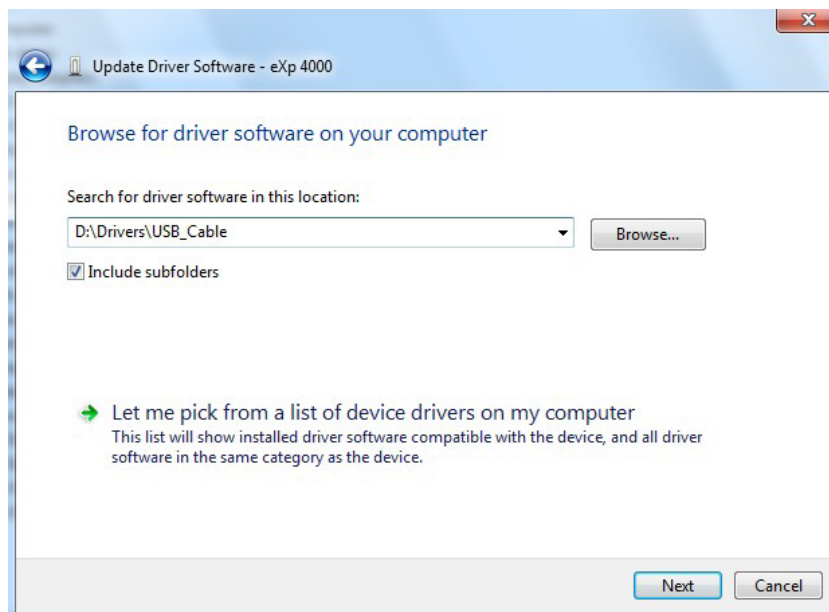 Update Driver Software - eXp 4000
Browse for driver software on your computer
Search for driver software in this location:
D:\Drivers\USB_Cable
Browse...
Include subfolders
Let me pick from a list of device drivers on my computer
This list will show installed driver software compatible with the device, and all driver
software in the same category as the device.
Next
Cancel